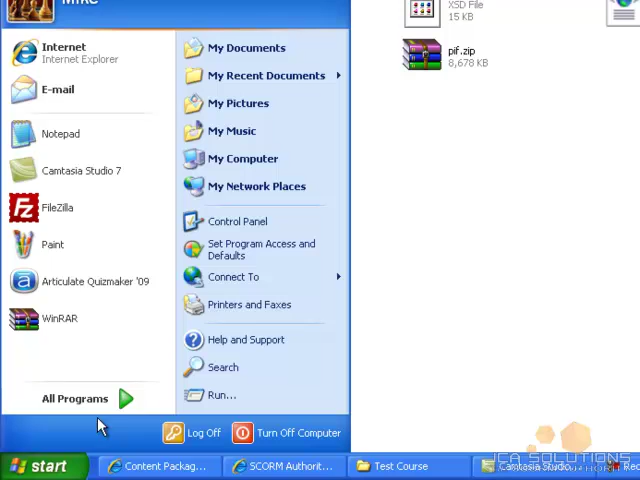 Mike
XSD File
15 KB
pif.zip
8,678 KB
Internet
Internet Explorer
E-mail
Notepad
Camtasia Studio 7
FileZilla
Paint
Articulate Quizmaker '09
WinRAR
All Programs
My Documents
My Recent Documents
My Pictures
My Music
My Computer
My Network Places
Control Panel
Set Program Access and
Defaults
Connect To
Printers and Faxes
Help and Support
Search
Run...
Log Off
Turn Off Computer
JCA SOLUTIONS
start
Content Packag...
SCORM Authorit...
Test Course
Camtasia Studio...
Rec